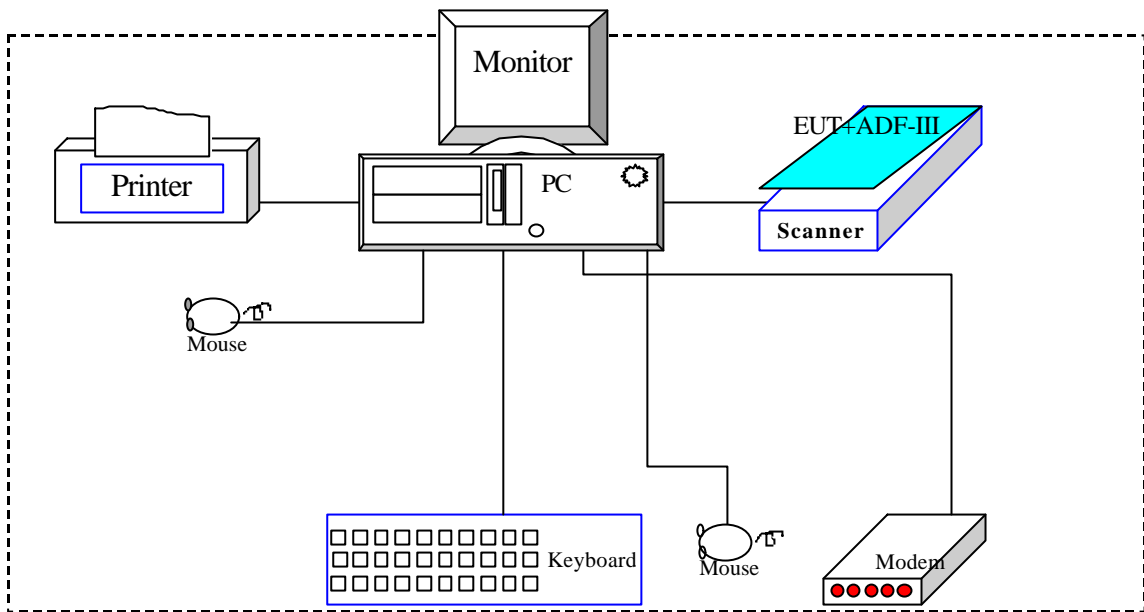 Monitor
EUT+ADF-III
Printer
PC
Scanner
Mouse
Keyboard
Mouse
Modem